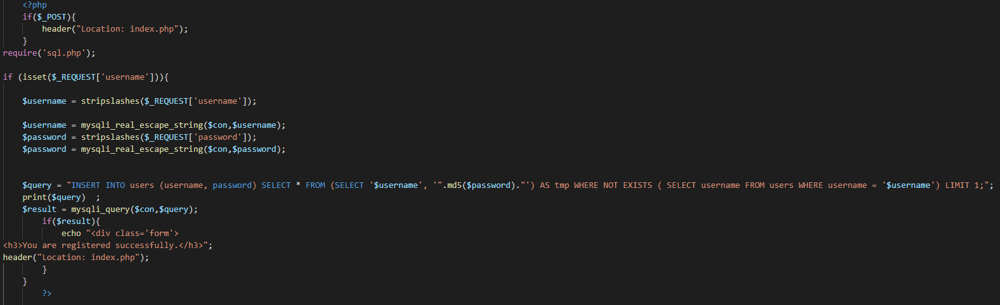 <?php
if($_POST){
header("Location: index.php");
}
require('sql.php');
if (isset($_REQUEST['username'])){
$username = stripslashes($_REQUEST['username']);
$username = mysqli_real_escape_string($con,$username);
$password = stripslashes($_REQUEST['password']);
$password = mysqli_real_escape_string($con,$password);
$query = "INSERT INTO users (username, password) SELECT * FROM (SELECT '$username', '".md5($password)."') AS tmp WHERE NOT EXISTS ( SELECT username FROM users WHERE username = '$username') LIMIT 1;";
print($query)  ;
$result = mysqli_query($con,$query);
if($result){
echo "<div class='form'>
<h3>You are registered successfully.</h3>";
header("Location: index.php");
}
}
?>